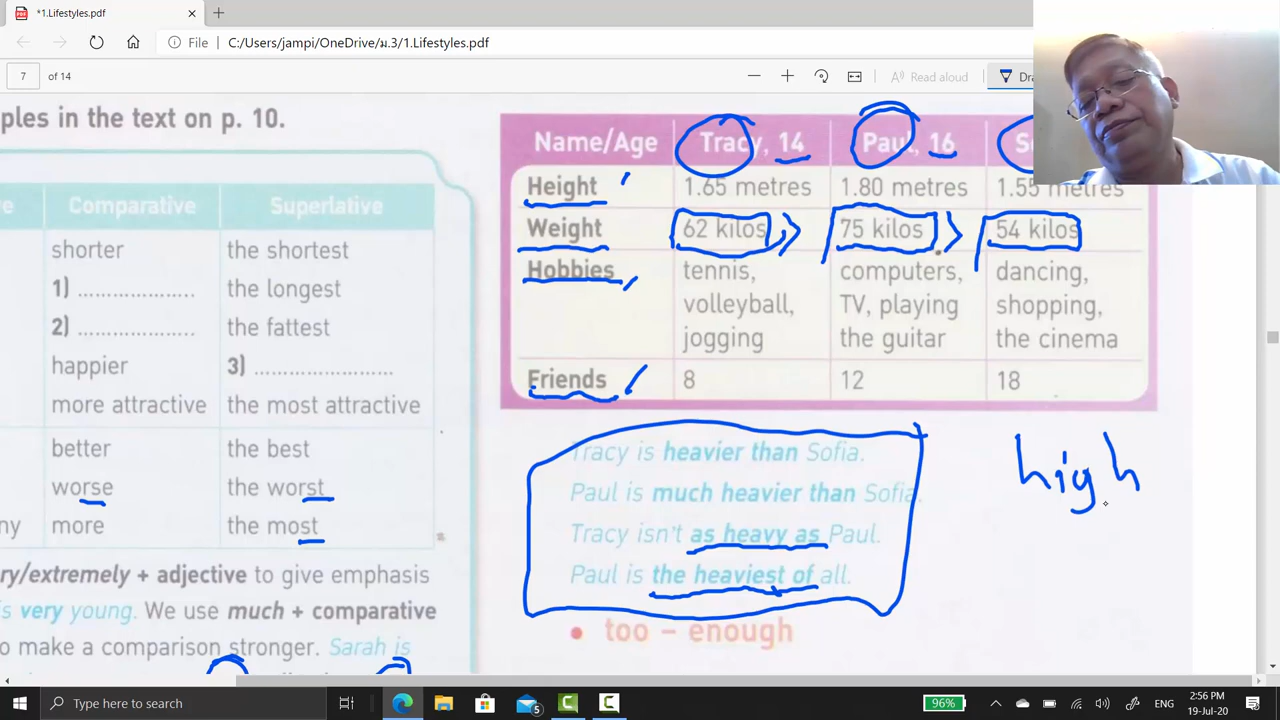 *1.Lifestyles.pdf
File C:/Users/jampi/OneDrive/ม.3/1.Lifestyles.pdf
7 of 14 Read aloud
ples in the text on p. 10.
Comparative Superlative
shorter the shortest
1) .................... the longest
2) .................... the fattest
happier 3) ........................
more attractive the most attractive
better the best
worse the worst
ny more the most
ry/extremely + adjective to give emphasis
is very young. We use much + comparative
o make a comparison stronger. Sarah is
Name/Age Tracy, 14 Paul, 16
Height 1.65 metres 1.80 metres 1.55 metres
Weight 62 kilos 75 kilos 54 kilos
Hobbies tennis, computers, dancing,
volleyball, TV, playing shopping,
jogging the guitar the cinema
Friends 8 12 18
Tracy is heavier than Sofia.
Paul is much heavier than Sofia.
Tracy isn't as heavy as Paul.
Paul is the heaviest of all.
• too – enough
high
Type here to search
5
96%
ENG
2:56 PM
19-Jul-20